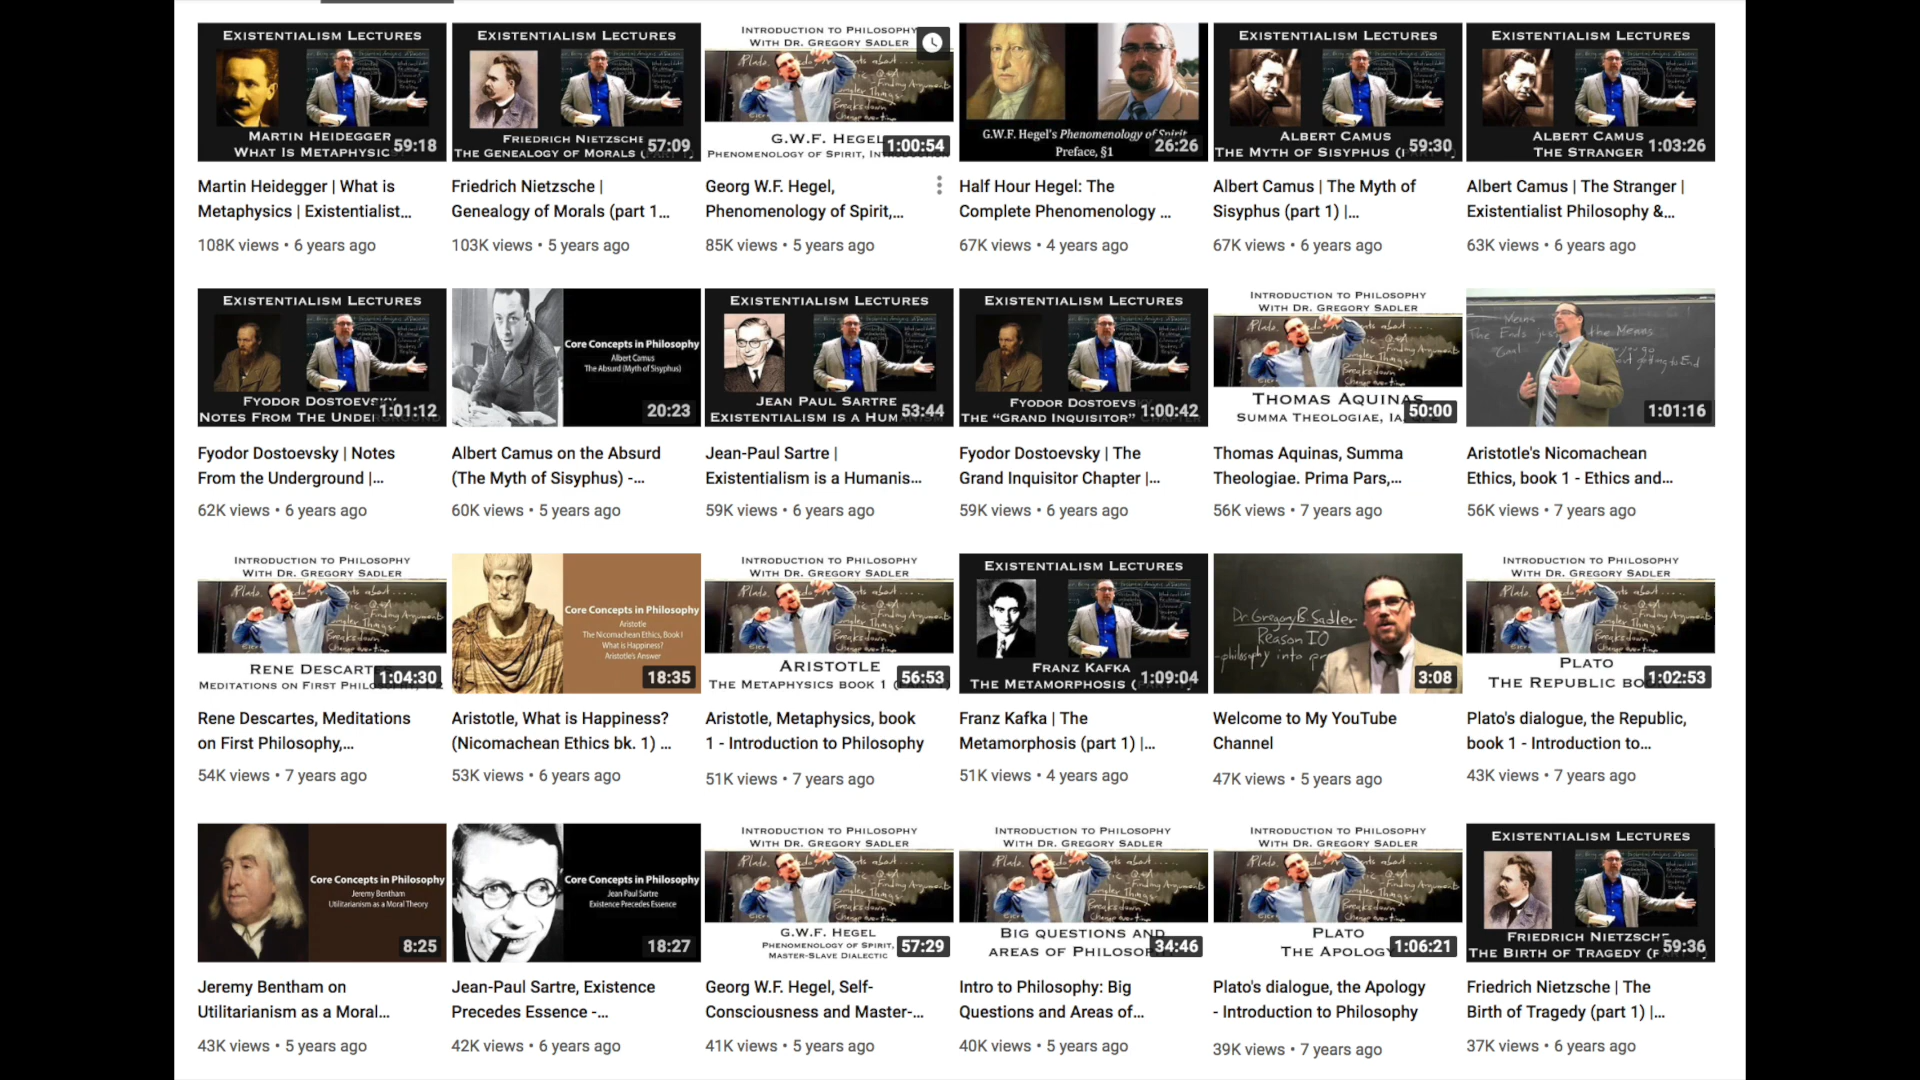 EXISTENTIALISM LECTURES
MARTIN HEIDEGGER
WHAT IS METAPHYSIC
59:18
Martin Heidegger | What is
Metaphysics | Existentialist...
108K views • 6 years ago
EXISTENTIALISM LECTURES
FRIEDRICH NIETZSCHE
THE GENEALOGY OF MORALS (
57:09
Friedrich Nietzsche |
Genealogy of Morals (part 1...
103K views • 5 years ago
INTRODUCTION TO PHILOSOPHY
WITH DR. GREGORY SADLER
G.W.F. HEGEL
PHENOMENOLOGY OF SPIRIT,
1:00:54
Georg W.F. Hegel,
Phenomenology of Spirit,...
85K views • 5 years ago
G.W.F. Hegel's Phenomenology of Spirit
Preface, §1
26:26
Half Hour Hegel: The
Complete Phenomenology ...
67K views • 4 years ago
EXISTENTIALISM LECTURES
ALBERT CAMUS
THE MYTH OF SISYPHUS (
59:30
Albert Camus | The Myth of
Sisyphus (part 1) |...
67K views • 6 years ago
EXISTENTIALISM LECTURES
ALBERT CAMUS
THE STRANGER
1:03:26
Albert Camus | The Stranger |
Existentialist Philosophy &...
63K views • 6 years ago
EXISTENTIALISM LECTURES
FYODOR DOSTOEVSKY
NOTES FROM THE UNDERGROUND
1:01:12
Fyodor Dostoevsky | Notes
From the Underground |...
62K views • 6 years ago
Core Concepts in Philosophy
Albert Camus
The Absurd (Myth of Sisyphus)
20:23
Albert Camus on the Absurd
(The Myth of Sisyphus) -...
60K views • 5 years ago
EXISTENTIALISM LECTURES
JEAN PAUL SARTRE
EXISTENTIALISM IS A HUM
53:44
Jean-Paul Sartre |
Existentialism is a Humanis...
59K views • 6 years ago
EXISTENTIALISM LECTURES
FYODOR DOSTOEVS
THE "GRAND INQUISITOR" CHAPTER
1:00:42
Fyodor Dostoevsky | The
Grand Inquisitor Chapter |...
59K views • 6 years ago
INTRODUCTION TO PHILOSOPHY
WITH DR. GREGORY SADLER
THOMAS AQUINAS
SUMMA THEOLOGIAE, IA
50:00
Thomas Aquinas, Summa
Theologiae. Prima Pars,...
56K views • 7 years ago
Means
The Ends just the Means
Goal
1:01:16
Aristotle's Nicomachean
Ethics, book 1 - Ethics and...
56K views • 7 years ago
INTRODUCTION TO PHILOSOPHY
WITH DR. GREGORY SADLER
RENE DESCARTES
MEDITATIONS ON FIRST PHILO
1:04:30
Rene Descartes, Meditations
on First Philosophy,...
54K views • 7 years ago
Core Concepts in Philosophy
Aristotle
The Nicomachean Ethics, Book I
What is Happiness?
Aristotle's Answer
18:35
Aristotle, What is Happiness?
(Nicomachean Ethics bk. 1) ...
53K views • 6 years ago
INTRODUCTION TO PHILOSOPHY
WITH DR. GREGORY SADLER
ARISTOTLE
THE METAPHYSICS BOOK 1 (
56:53
Aristotle, Metaphysics, book
1 - Introduction to Philosophy
51K views • 7 years ago
EXISTENTIALISM LECTURES
FRANZ KAFKA
THE METAMORPHOSIS (
1:09:04
Franz Kafka | The
Metamorphosis (part 1) |...
51K views • 4 years ago
Dr Gregory B Sadler
Reason IO
philosophy into pr
3:08
Welcome to My YouTube
Channel
47K views • 5 years ago
INTRODUCTION TO PHILOSOPHY
WITH DR. GREGORY SADLER
PLATO
THE REPUBLIC BO
1:02:53
Plato's dialogue, the Republic,
book 1 - Introduction to...
43K views • 7 years ago
Core Concepts in Philosophy
Jeremy Bentham
Utilitarianism as a Moral Theory
8:25
Jeremy Bentham on
Utilitarianism as a Moral...
43K views • 5 years ago
Core Concepts in Philosophy
Jean Paul Sartre
Existence Precedes Essence
18:27
Jean-Paul Sartre, Existence
Precedes Essence -...
42K views • 6 years ago
INTRODUCTION TO PHILOSOPHY
WITH DR. GREGORY SADLER
G.W.F. HEGEL
PHENOMENOLOGY OF SPIRIT,
MASTER-SLAVE DIALECTIC
57:29
Georg W.F. Hegel, Self-
Consciousness and Master-...
41K views • 5 years ago
INTRODUCTION TO PHILOSOPHY
WITH DR. GREGORY SADLER
BIG QUESTIONS AND
AREAS OF PHILOSOP
34:46
Intro to Philosophy: Big
Questions and Areas of...
40K views • 5 years ago
INTRODUCTION TO PHILOSOPHY
WITH DR. GREGORY SADLER
PLATO
THE APOLOGY
1:06:21
Plato's dialogue, the Apology
- Introduction to Philosophy
39K views • 7 years ago
EXISTENTIALISM LECTURES
FRIEDRICH NIETZSCHE
THE BIRTH OF TRAGEDY (
59:36
Friedrich Nietzsche | The
Birth of Tragedy (part 1) |...
37K views • 6 years ago